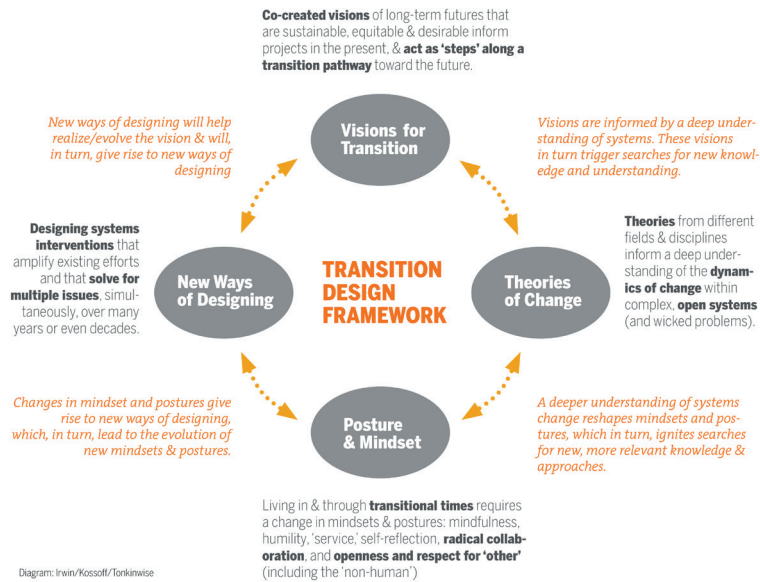 Co-created visions of long-term futures that
are sustainable, equitable & desirable inform
projects in the present, & act as ‘steps’ along a
transition pathway toward the future.
New ways of designing will help
realize/evolve the vision & will,
in turn, give rise to new ways of
designing
Visions for
Transition
Visions are informed by a deep under-
standing of systems. These visions
in turn trigger searches for new knowl-
edge and understanding.
Designing systems
interventions that
amplify existing efforts
and that solve for
multiple issues, simul-
taneously, over many
years or even decades.
New Ways
of Designing
TRANSITION
DESIGN
FRAMEWORK
Theories
of Change
Theories from different
fields & disciplines
inform a deep under-
standing of the dynam-
ics of change within
complex, open systems
(and wicked problems).
Changes in mindset and postures give
rise to new ways of designing,
which, in turn, lead to the evolution of
new mindsets & postures.
Posture
& Mindset
A deeper understanding of systems
change reshapes mindsets and pos-
tures, which in turn, ignites searches
for new, more relevant knowledge &
approaches.
Living in & through transitional times requires
a change in mindsets & postures: mindfulness,
humility, ‘service,’ self-reflection, radical collab-
oration, and openness and respect for ‘other’
(including the ‘non-human’)
Diagram: Irwin/Kossoff/Tonkinwise